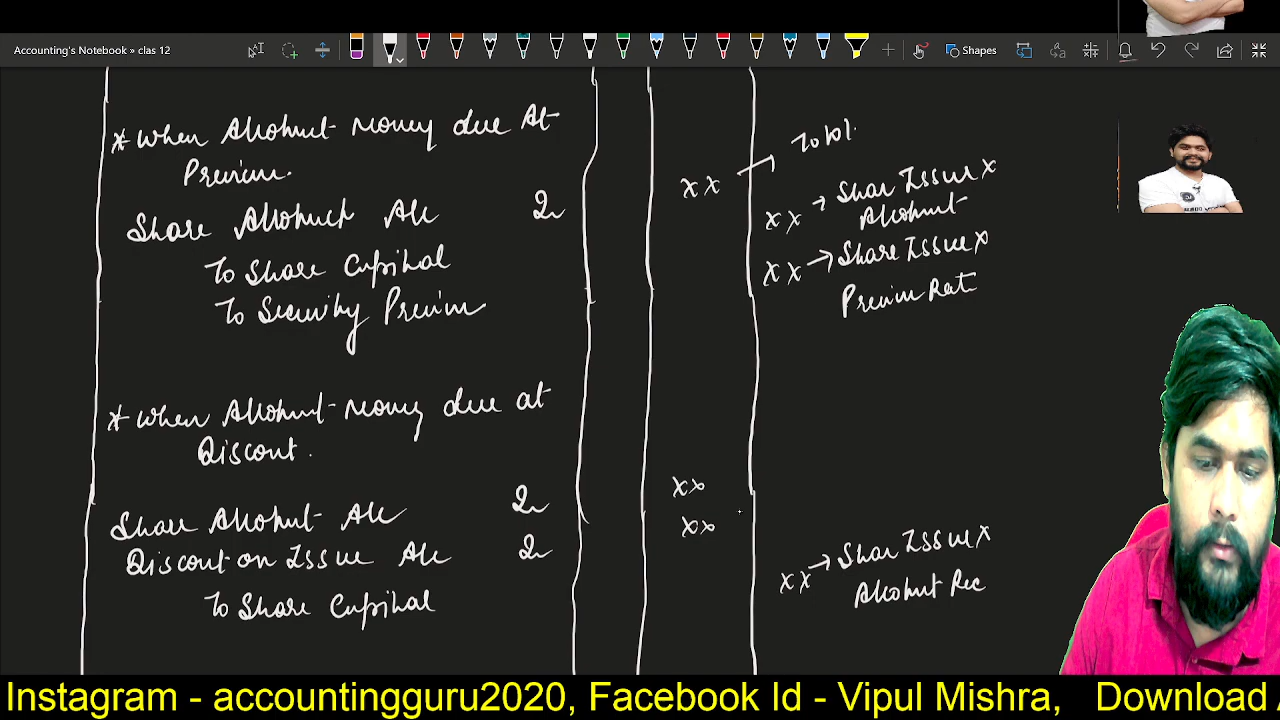 Accounting's Notebook » clas 12
Shapes
* When Allotment Money due At
Premium.
Share Allotment A/c Dr
To Share Capital
To Security Premium
xx → Total
xx → Share Issue x
Allotment
xx → Share Issue x
Premium Rate
* When Allotment Money due at
Discount.
Share Allotment A/c Dr
Discount on Issue A/c Dr
To Share Capital
xx
xx
xx → Share Issue x
Allotment Rec
Instagram - accountingguru2020, Facebook Id - Vipul Mishra, Download